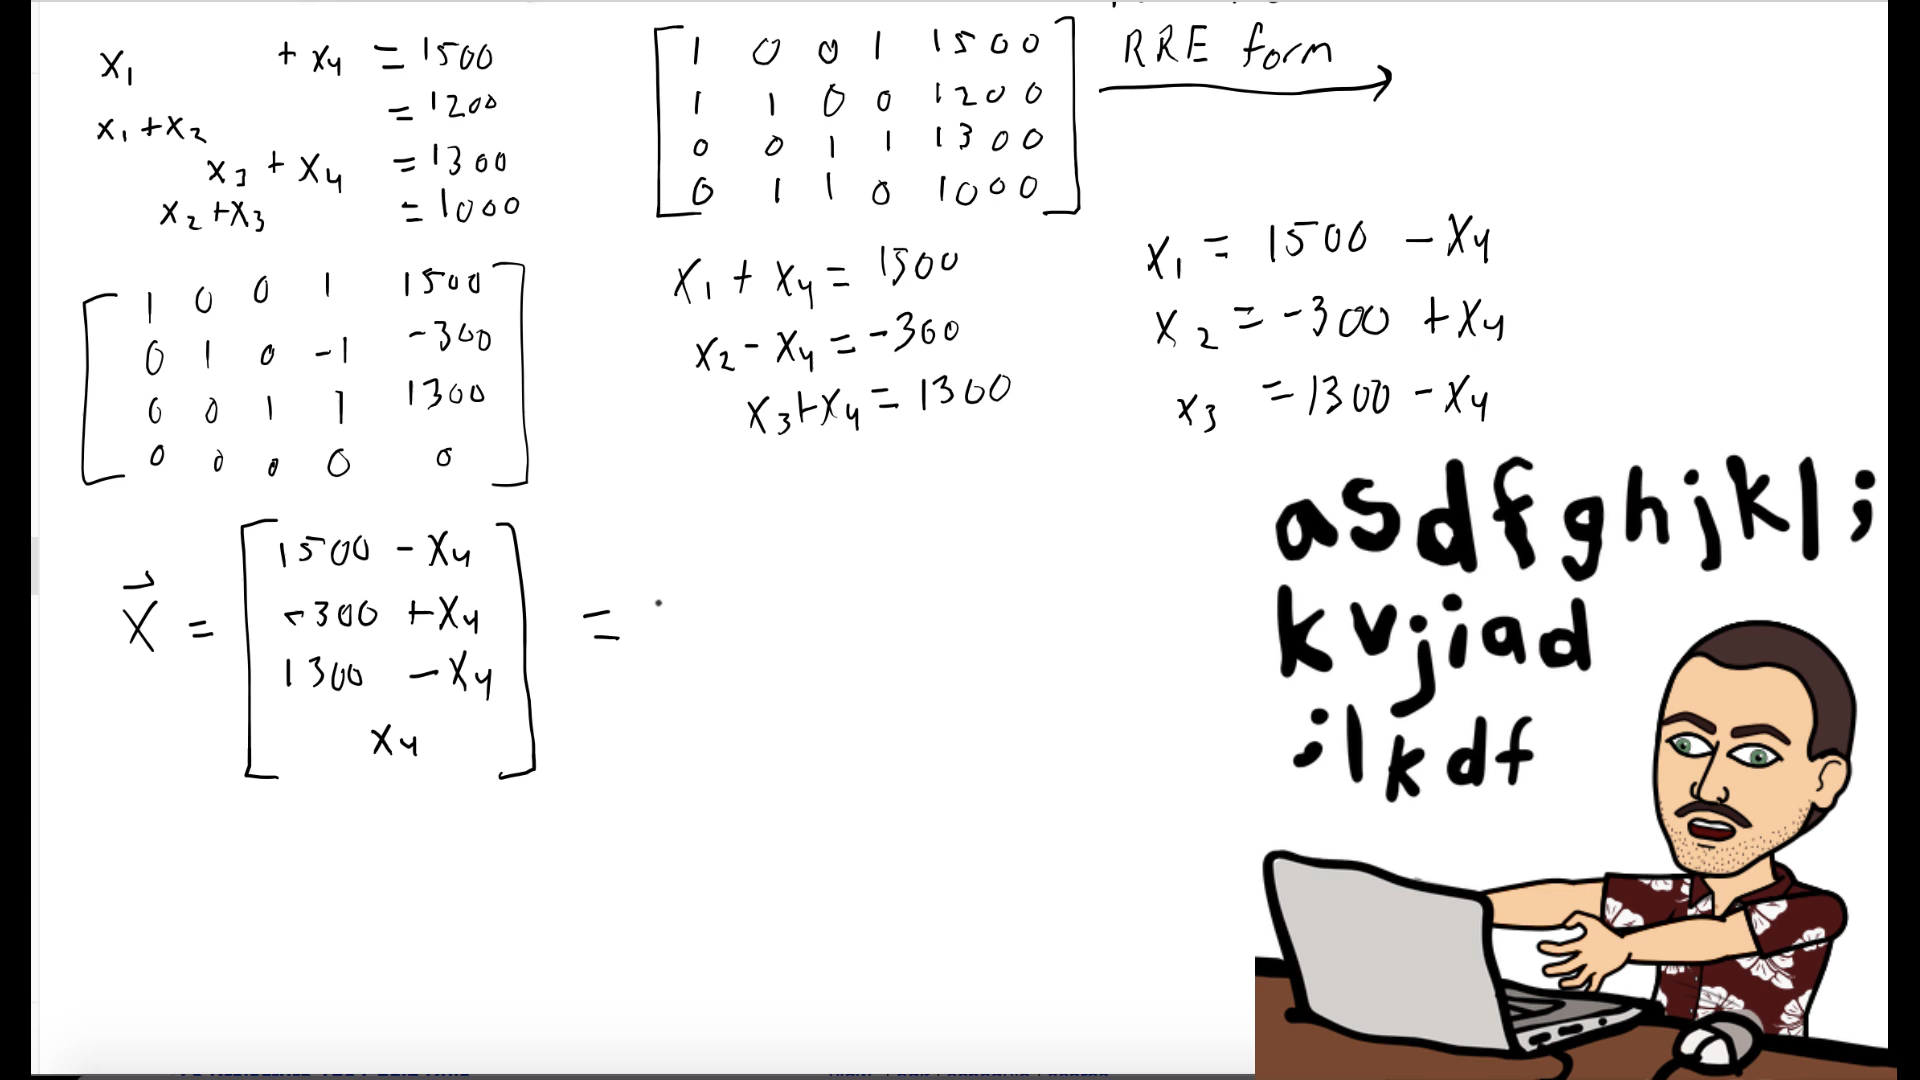 x₁ + x₄ = 1500
x₁ + x₂ = 1200
x₃ + x₄ = 1300
x₂ + x₃ = 1000
1 0 0 1 1500
1 1 0 0 1200
0 0 1 1 1300
0 1 1 0 1000
RRE form
1 0 0 1 1500
0 1 0 -1 -300
0 0 1 1 1300
0 0 0 0 0
x₁ + x₄ = 1500
x₂ - x₄ = -300
x₃ + x₄ = 1300
x₁ = 1500 - x₄
x₂ = -300 + x₄
x₃ = 1300 - x₄
x⃗ =
1500 - x₄
-300 + x₄
1300 - x₄
x₄
=
asdfghjkl;
kvjiad
;lkdf